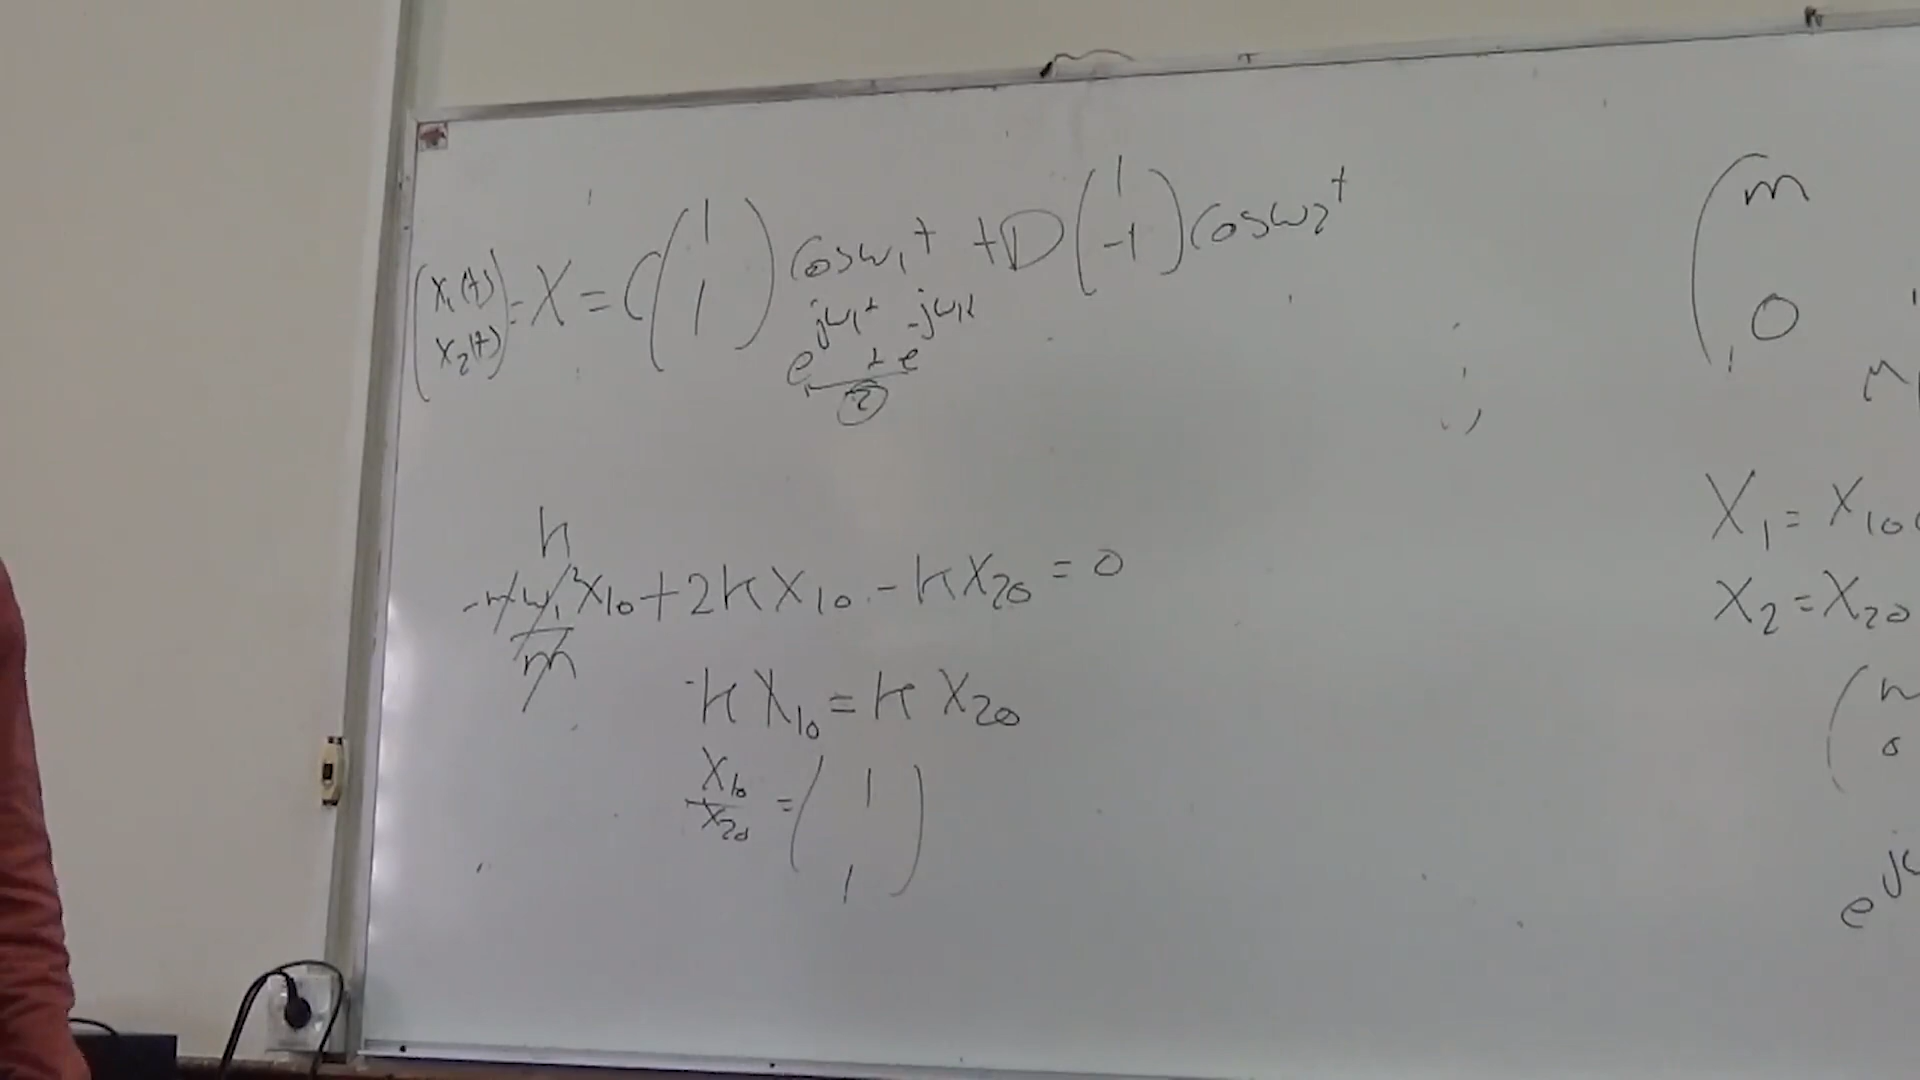 (x₁(t) x₂(t)) = X = C(1 1) cosω₁t + D(1 -1) cosω₂t
e^{jω₁t} + e^{-jω₁t} / 2
k
-mω₁²X₁₀ + 2kX₁₀ - kX₂₀ = 0
m
kX₁₀ = kX₂₀
X₁₀/X₂₀ = (1 1)
(m
0
X₁ = X₁₀
X₂ = X₂₀
0
e^j